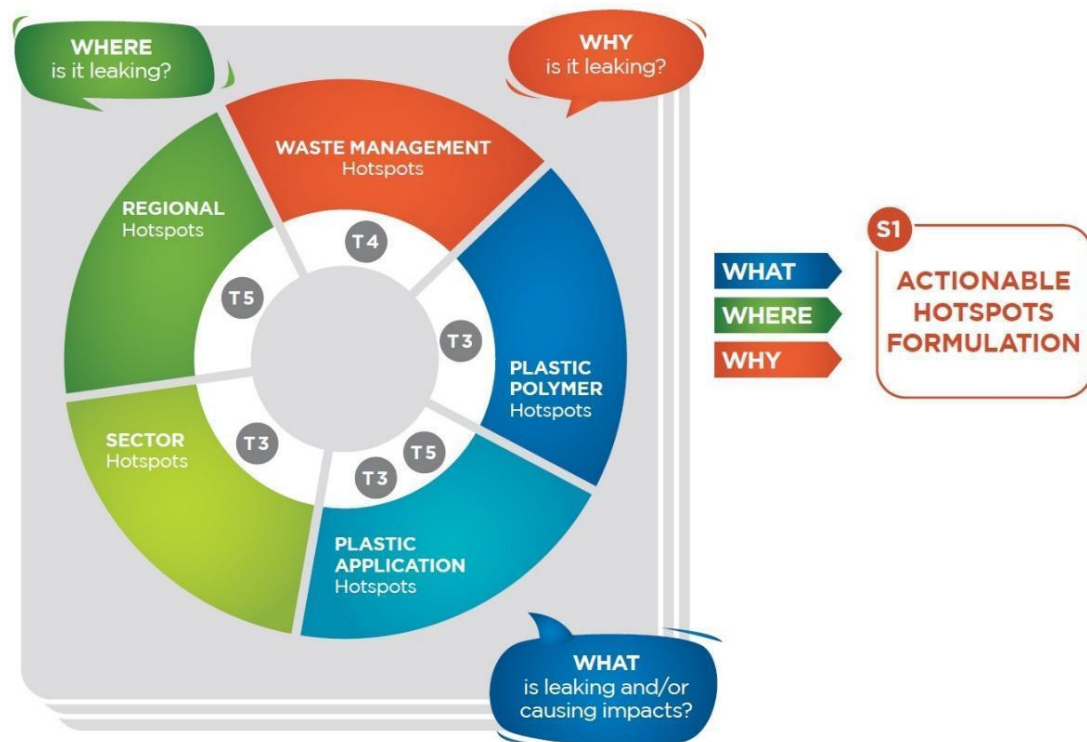 WHERE
is it leaking?
WHY
is it leaking?
WASTE MANAGEMENT
Hotspots
REGIONAL
Hotspots
T4
T5
T3
PLASTIC
POLYMER
Hotspots
SECTOR
Hotspots
T3
T5
T3
PLASTIC
APPLICATION
Hotspots
WHAT
is leaking and/or
causing impacts?
WHAT
WHERE
WHY
S1
ACTIONABLE
HOTSPOTS
FORMULATION